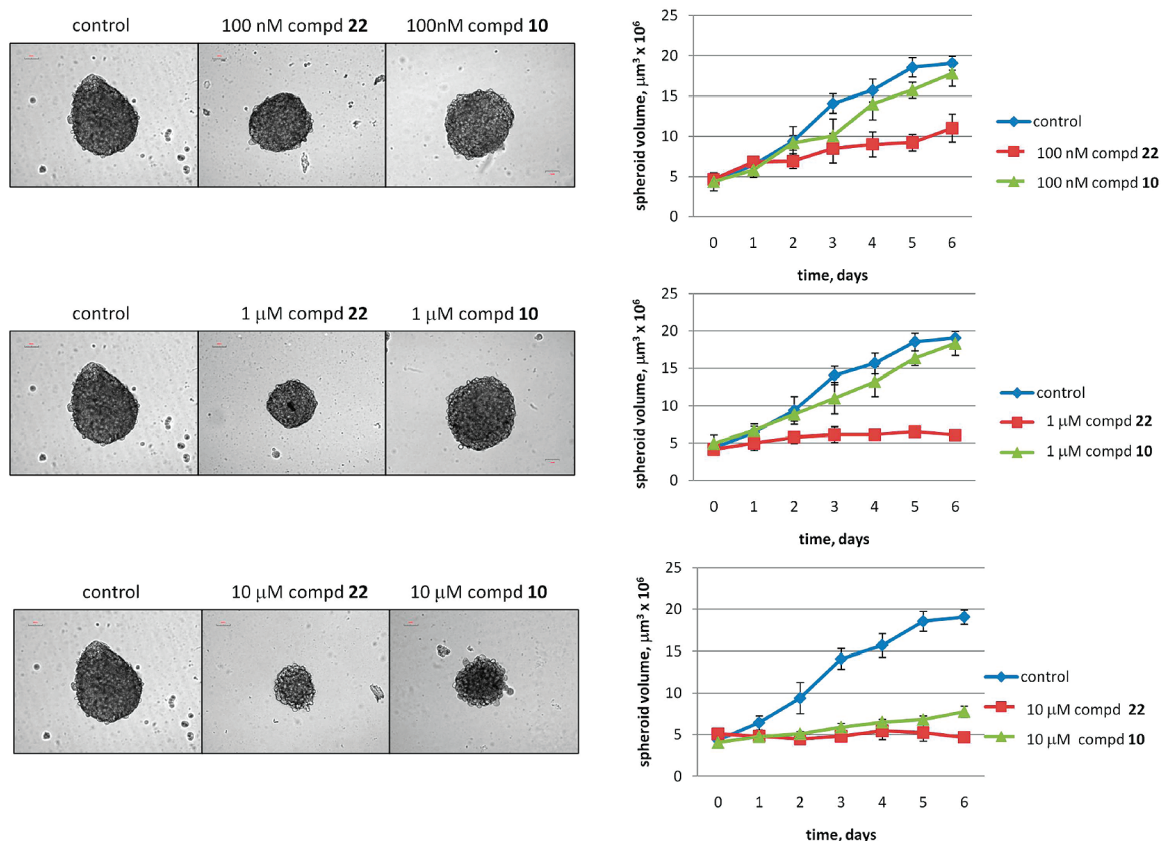 control 100 nM compd 22 100nM compd 10
25
20
15
10
5
0
spheroid volume, μm³ x 10⁶
0 1 2 3 4 5 6
time, days
control
100 nM compd 22
100 nM compd 10
control 1 μM compd 22 1 μM compd 10
25
20
15
10
5
0
spheroid volume, μm³ x 10⁶
0 1 2 3 4 5 6
time, days
control
1 μM compd 22
1 μM compd 10
control 10 μM compd 22 10 μM compd 10
25
20
15
10
5
0
spheroid volume, μm³ x 10⁶
0 1 2 3 4 5 6
time, days
control
10 μM compd 22
10 μM compd 10